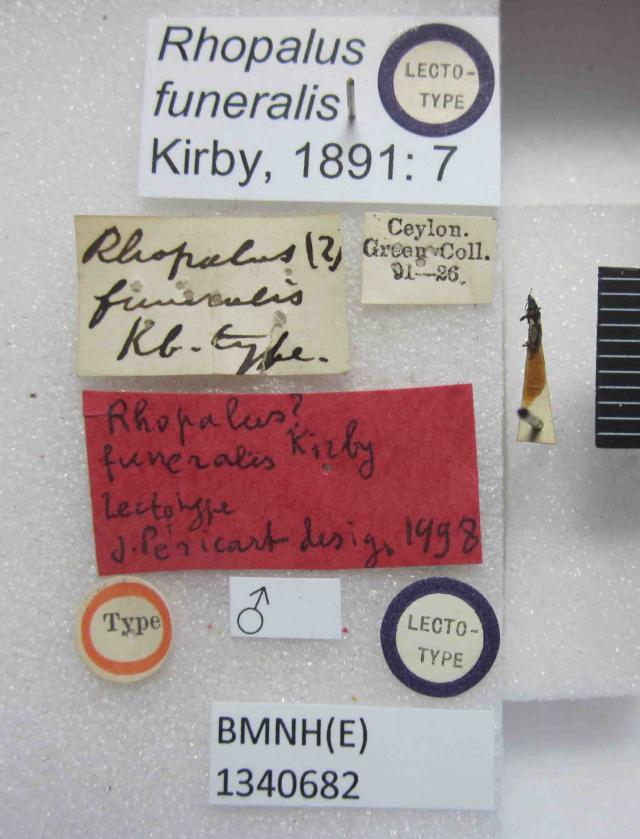 Rhopalus
funeralis
Kirby, 1891: 7
LECTO-
TYPE
Rhopalus (?)
funeralis
Kb. type.
Ceylon.
Green Coll.
91—26.
Rhopalus?
funeralis Kirby
Lectotype
J. Péricart desig. 1998
Type
♂
LECTO-
TYPE
BMNH(E)
1340682